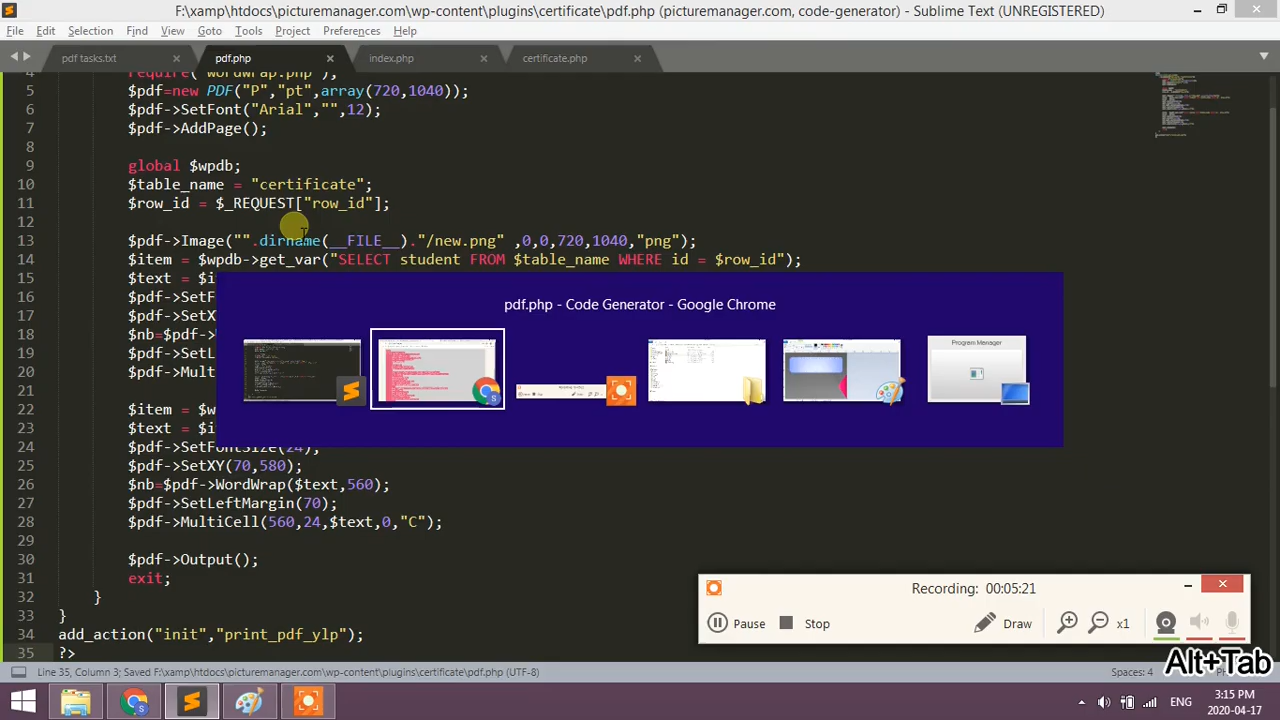 F:\xamp\htdocs\picturemanager.com\wp-content\plugins\certificate\pdf.php (picturemanager.com, code-generator) - Sublime Text (UNREGISTERED)
File Edit Selection Find View Goto Tools Project Preferences Help
pdf tasks.txt pdf.php index.php certificate.php
4 require("wordwrap.php");
5 $pdf=new PDF("P","pt",array(720,1040));
6 $pdf->SetFont("Arial","",12);
7 $pdf->AddPage();
8
9 global $wpdb;
10 $table_name = "certificate";
11 $row_id = $_REQUEST["row_id"];
12
13 $pdf->Image("".dirname(__FILE__)."/new.png" ,0,0,720,1040,"png");
14 $item = $wpdb->get_var("SELECT student FROM $table_name WHERE id = $row_id");
15 $text = $i
16 $pdf->SetF
17 $pdf->SetX
18 $nb=$pdf->
19 $pdf->SetL
20 $pdf->Mult
21
22 $item = $w
23 $text = $i
24 $pdf->SetFontSize(24);
25 $pdf->SetXY(70,580);
26 $nb=$pdf->WordWrap($text,560);
27 $pdf->SetLeftMargin(70);
28 $pdf->MultiCell(560,24,$text,0,"C");
29
30 $pdf->Output();
31 exit;
32 }
33 }
34 add_action("init","print_pdf_ylp");
35 ?>
pdf.php - Code Generator - Google Chrome
Program Manager
Recording: 00:05:21
Pause Stop Draw x1
Alt+Tab
Line 35, Column 3; Saved F:\xamp\htdocs\picturemanager.com\wp-content\plugins\certificate\pdf.php (UTF-8)
Spaces: 4
ENG
3:15 PM
2020-04-17